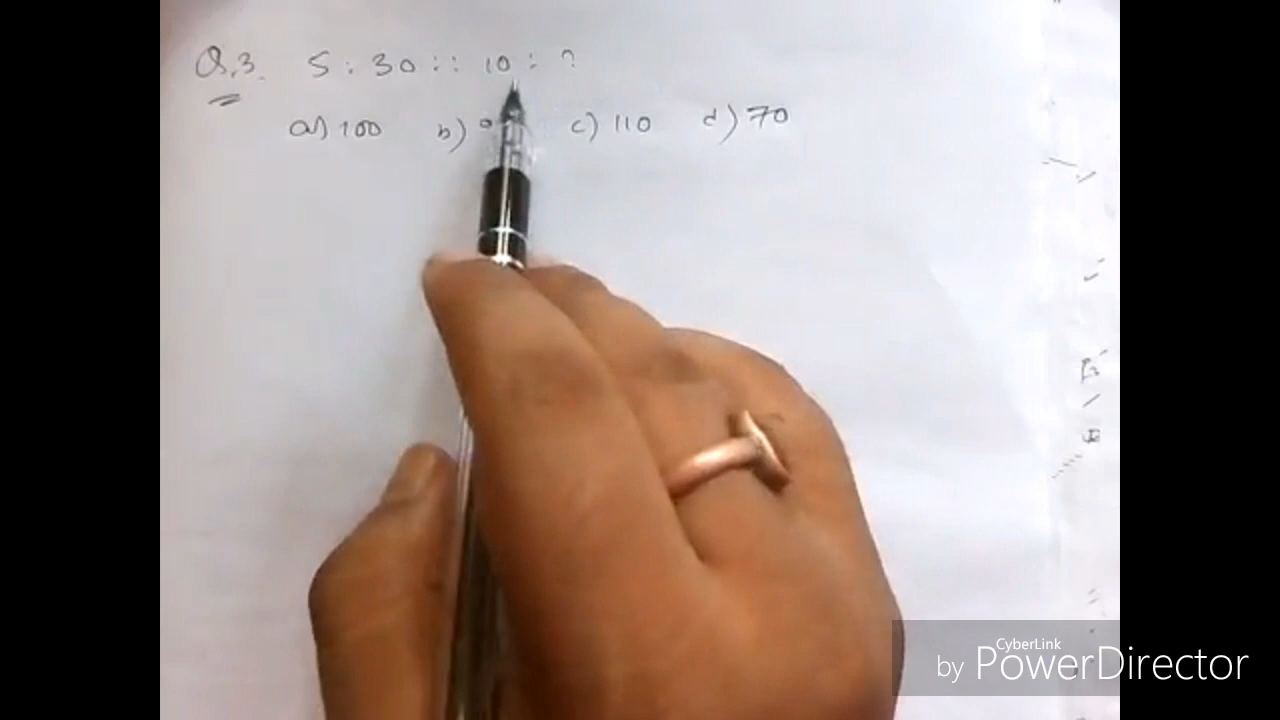 Q.3. 5 : 30 :: 10 : ?
a) 100 b) c) 110 d) 70
CyberLink
by PowerDirector